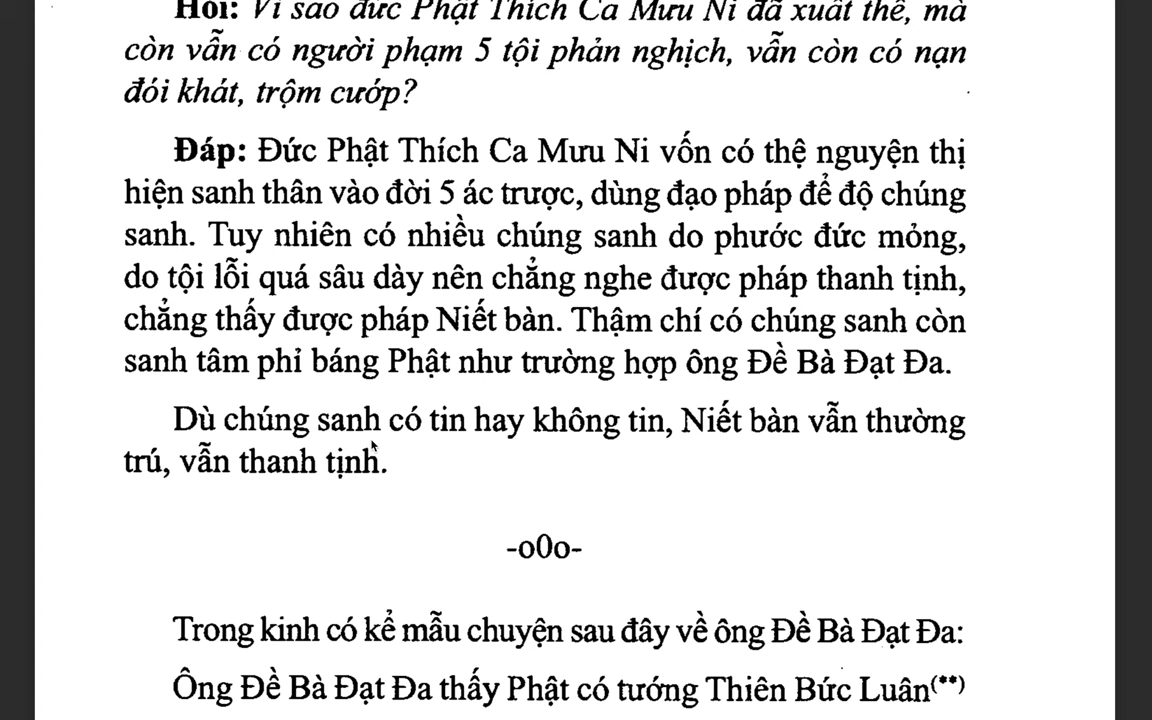 Hỏi: Vì sao đức Phật Thích Ca Mưu Ni đã xuất thế, mà
còn vẫn có người phạm 5 tội phản nghịch, vẫn còn có nạn
đói khát, trộm cướp?
Đáp: Đức Phật Thích Ca Mưu Ni vốn có thệ nguyện thị
hiện sanh thân vào đời 5 ác trược, dùng đạo pháp để độ chúng
sanh. Tuy nhiên có nhiều chúng sanh do phước đức mỏng,
do tội lỗi quá sâu dày nên chẳng nghe được pháp thanh tịnh,
chẳng thấy được pháp Niết bàn. Thậm chí có chúng sanh còn
sanh tâm phỉ báng Phật như trường hợp ông Đề Bà Đạt Đa.
Dù chúng sanh có tin hay không tin, Niết bàn vẫn thường
trú, vẫn thanh tịnh.
-o0o-
Trong kinh có kể mẫu chuyện sau đây về ông Đề Bà Đạt Đa:
Ông Đề Bà Đạt Đa thấy Phật có tướng Thiên Bức Luân(**)